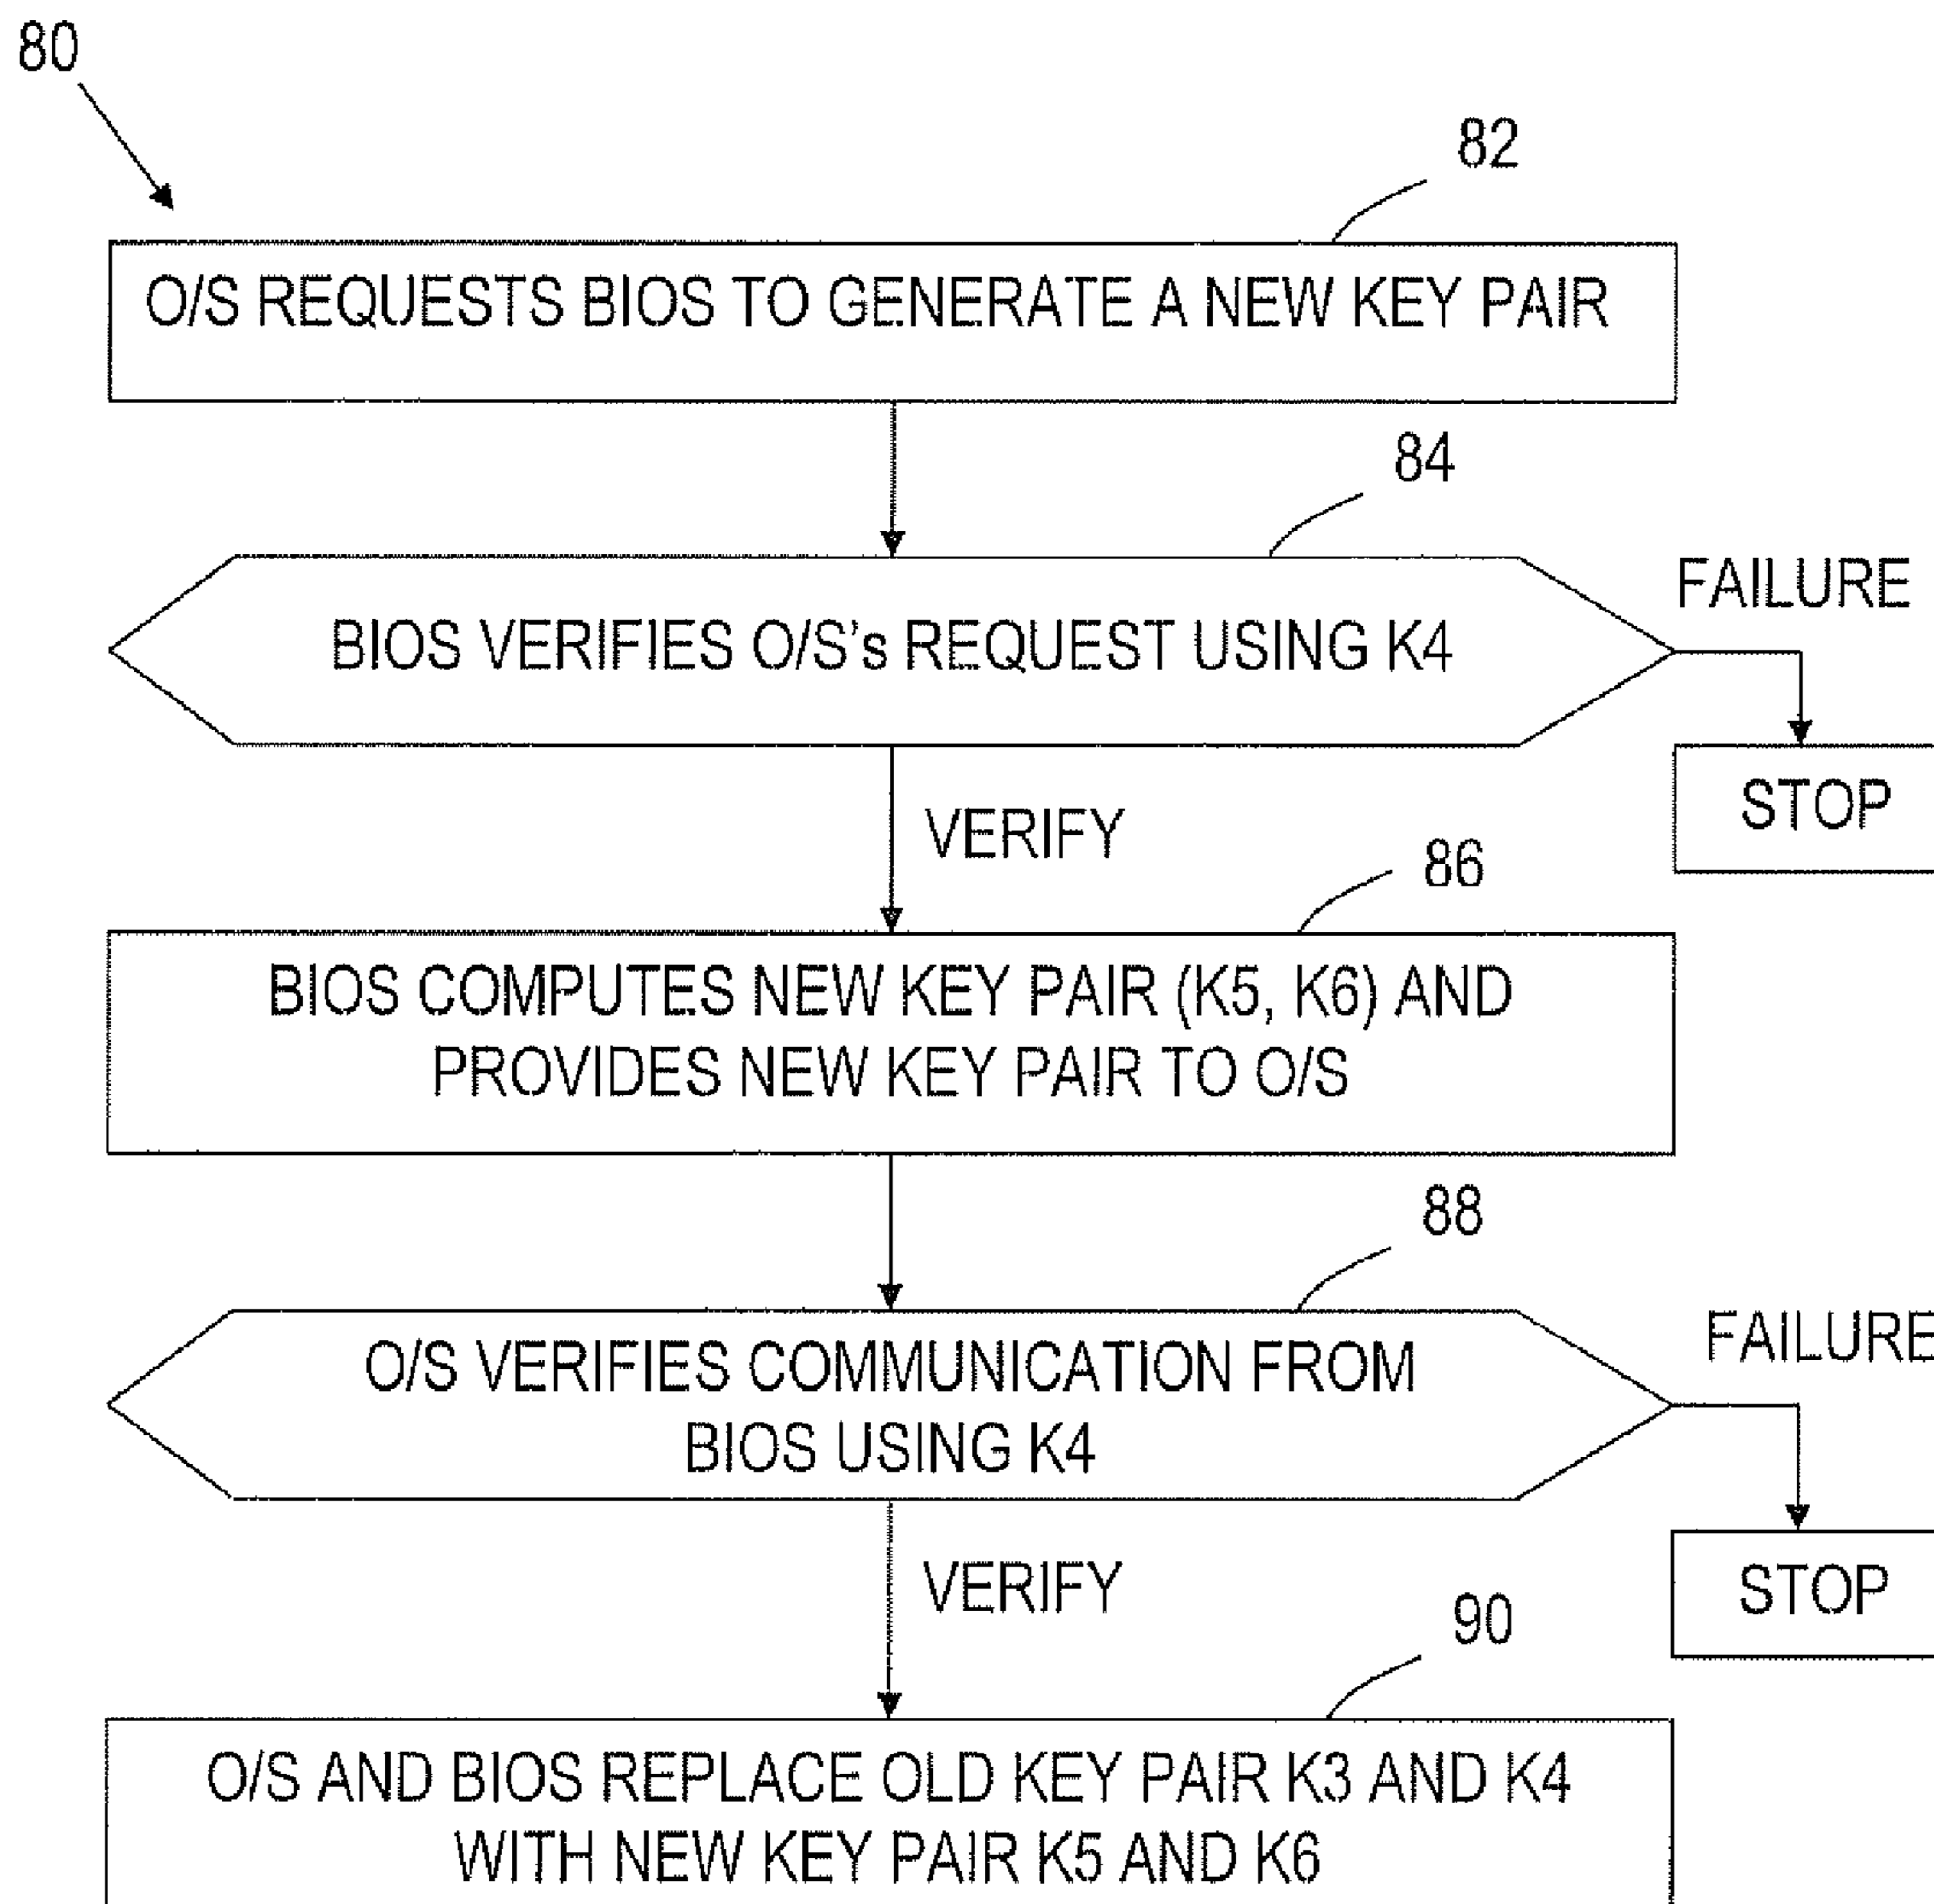 80
82
O/S REQUESTS BIOS TO GENERATE A NEW KEY PAIR
84
FAILURE
BIOS VERIFIES O/S's REQUEST USING K4
STOP
VERIFY
86
BIOS COMPUTES NEW KEY PAIR (K5, K6) AND
PROVIDES NEW KEY PAIR TO O/S
88
FAILURE
O/S VERIFIES COMMUNICATION FROM
BIOS USING K4
STOP
VERIFY
90
O/S AND BIOS REPLACE OLD KEY PAIR K3 AND K4
WITH NEW KEY PAIR K5 AND K6